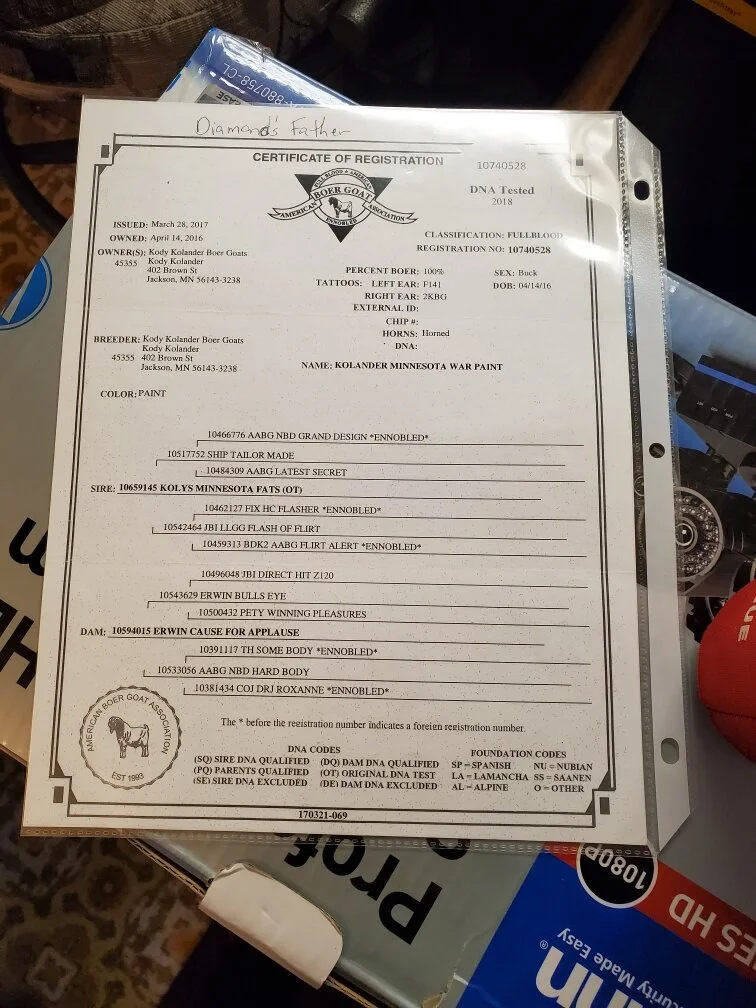 880758-CL
Diamond's Father
CERTIFICATE OF REGISTRATION
10740528
FULL BLOOD AMERICAN
BOER GOAT
AMERICAN ASSOCIATION
ENNOBLED
DNA Tested
2018
ISSUED: March 28, 2017
OWNED: April 14, 2016
OWNER(S): Kody Kolander Boer Goats
45355 Kody Kolander
402 Brown St
Jackson, MN 56143-3238
CLASSIFICATION: FULLBLOOD
REGISTRATION NO: 10740528
PERCENT BOER: 100%
SEX: Buck
TATTOOS: LEFT EAR: F141
DOB: 04/14/16
RIGHT EAR: 2KBG
EXTERNAL ID:
CHIP #:
HORNS: Horned
DNA:
BREEDER: Kody Kolander Boer Goats
Kody Kolander
45355 402 Brown St
Jackson, MN 56143-3238
NAME: KOLANDER MINNESOTA WAR PAINT
COLOR: PAINT
10466776 AABG NBD GRAND DESIGN *ENNOBLED*
10517752 SHIP TAILOR MADE
10484309 AABG LATEST SECRET
SIRE: 10659145 KOLYS MINNESOTA FATS (OT)
10462127 FIX HC FLASHER *ENNOBLED*
10542464 JBI LLGG FLASH OF FLIRT
10459313 BDK2 AABG FLIRT ALERT *ENNOBLED*
10496048 JBI DIRECT HIT Z120
10543629 ERWIN BULLS EYE
10500432 PETY WINNING PLEASURES
DAM: 10594015 ERWIN CAUSE FOR APPLAUSE
10391117 TH SOME BODY *ENNOBLED*
10533056 AABG NBD HARD BODY
10381434 COJ DRJ ROXANNE *ENNOBLED*
AMERICAN BOER GOAT ASSOCIATION
EST 1993
The * before the registration number indicates a foreign registration number.
DNA CODES
(SQ) SIRE DNA QUALIFIED (DQ) DAM DNA QUALIFIED
(PQ) PARENTS QUALIFIED (OT) ORIGINAL DNA TEST
(SE) SIRE DNA EXCLUDED (DE) DAM DNA EXCLUDED
FOUNDATION CODES
SP = SPANISH NU = NUBIAN
LA = LAMANCHA SS = SAANEN
AL = ALPINE O = OTHER
170321-069
Prof
1080P
ES HD
nn®
Security Made Easy